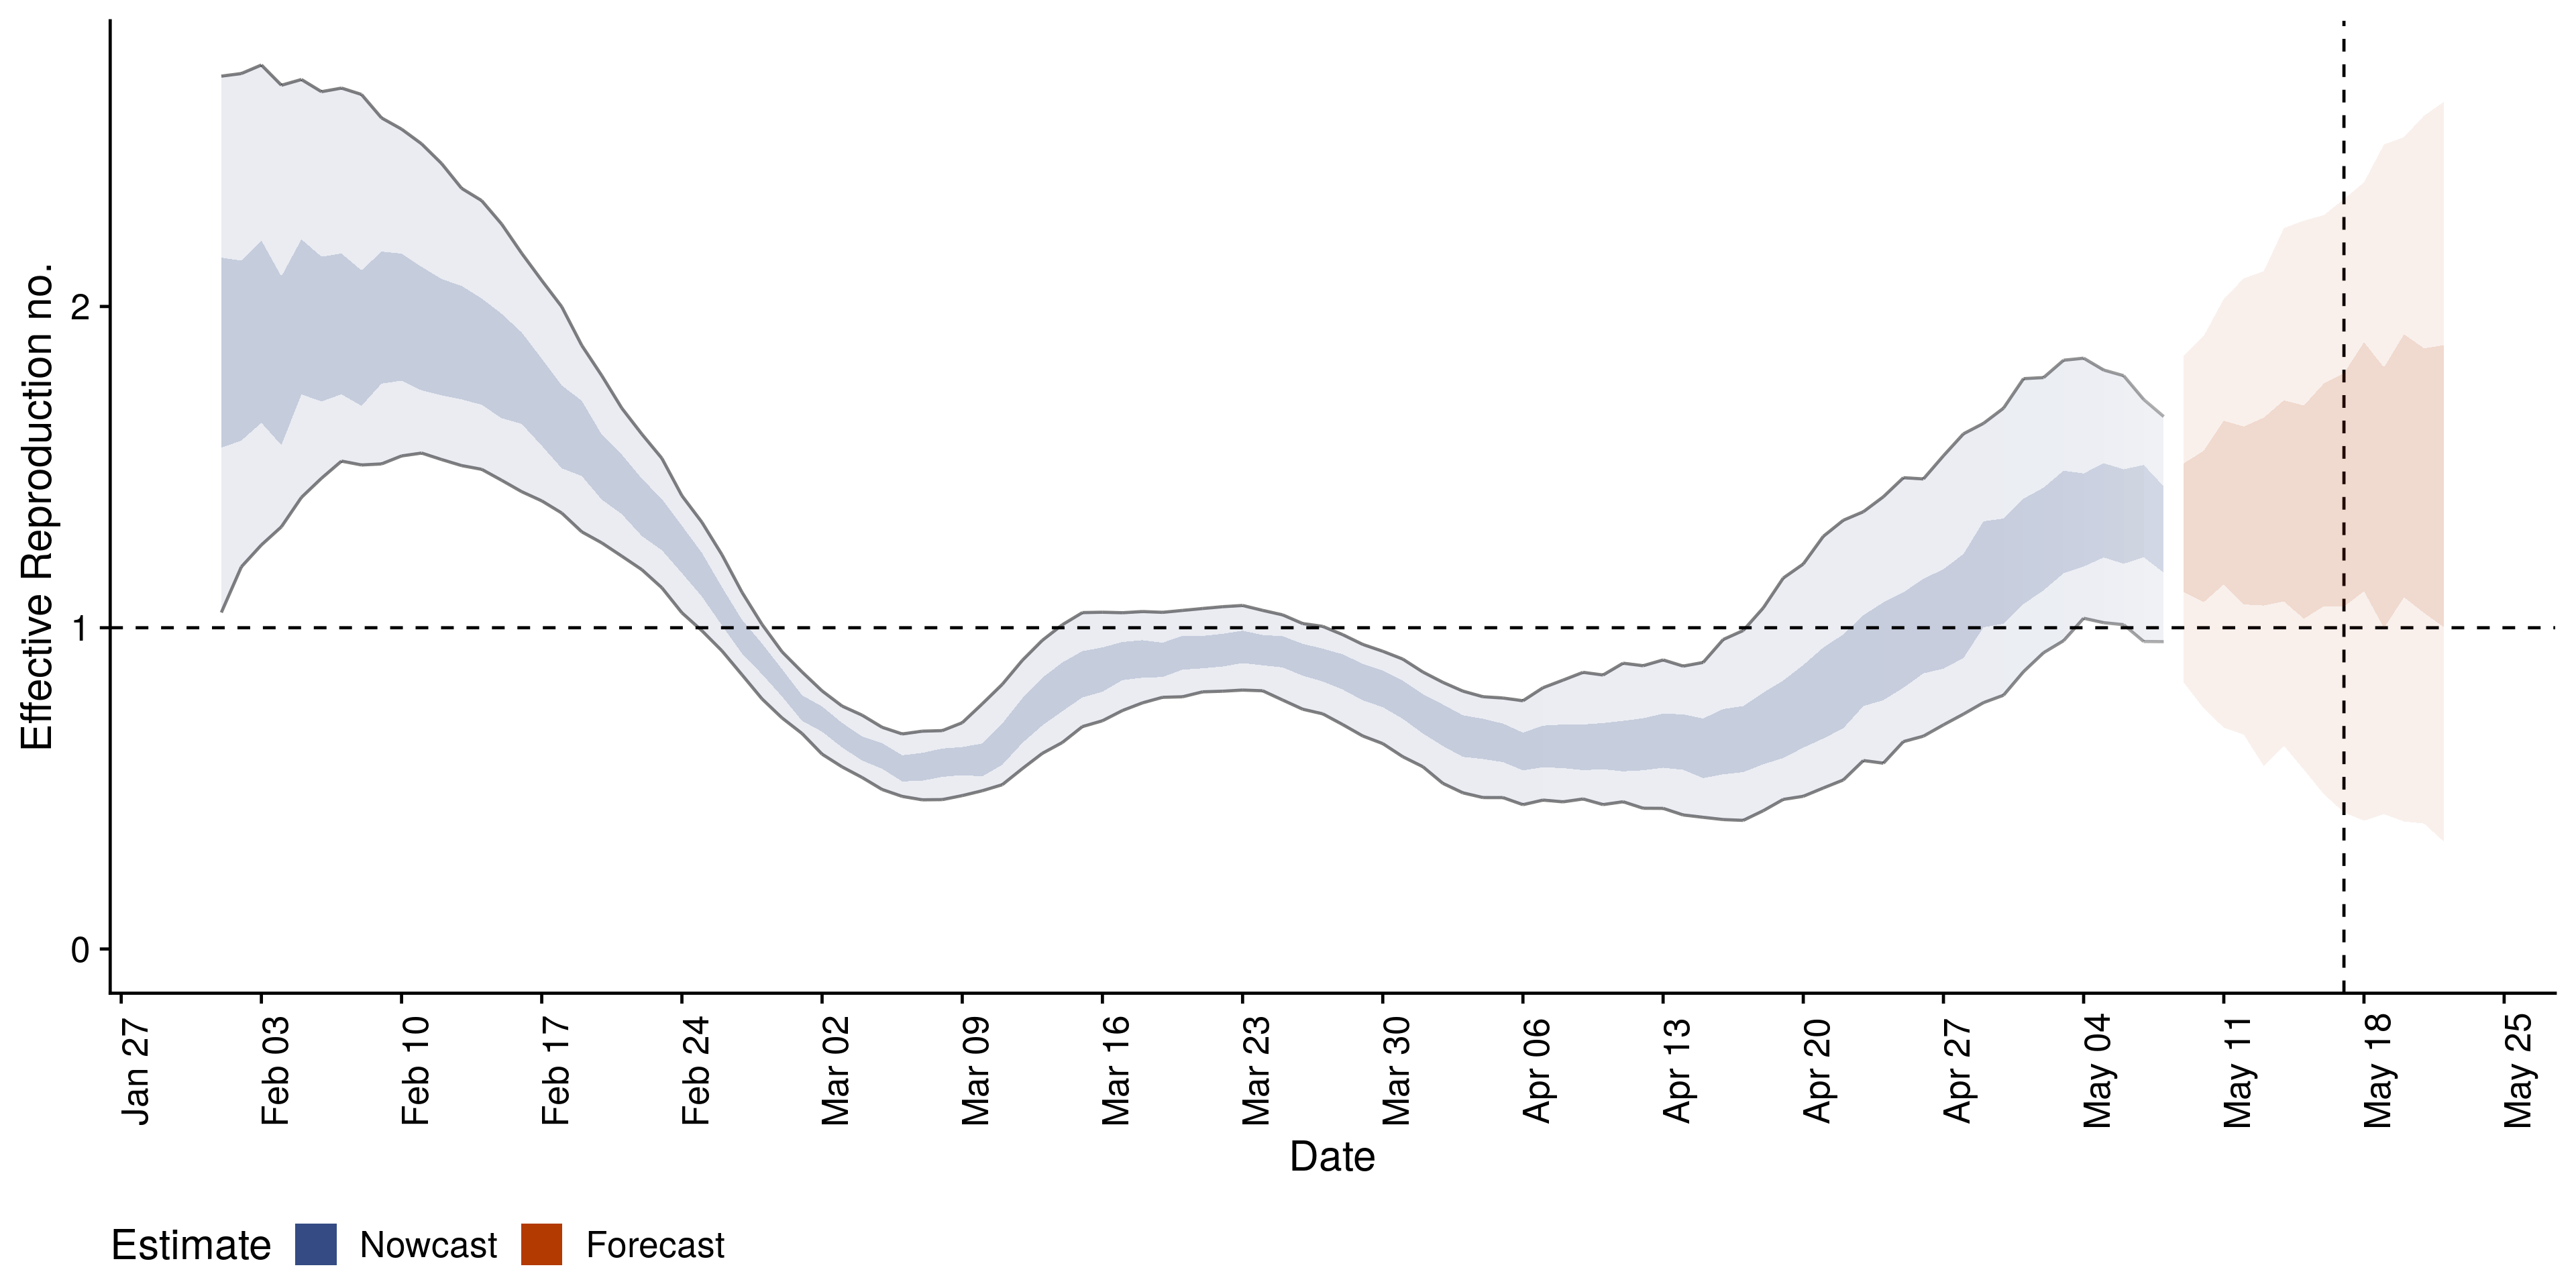 Effective Reproduction no.
2
1
0
Jan 27
Feb 03
Feb 10
Feb 17
Feb 24
Mar 02
Mar 09
Mar 16
Mar 23
Mar 30
Apr 06
Apr 13
Apr 20
Apr 27
May 04
May 11
May 18
May 25
Date
Estimate Nowcast Forecast